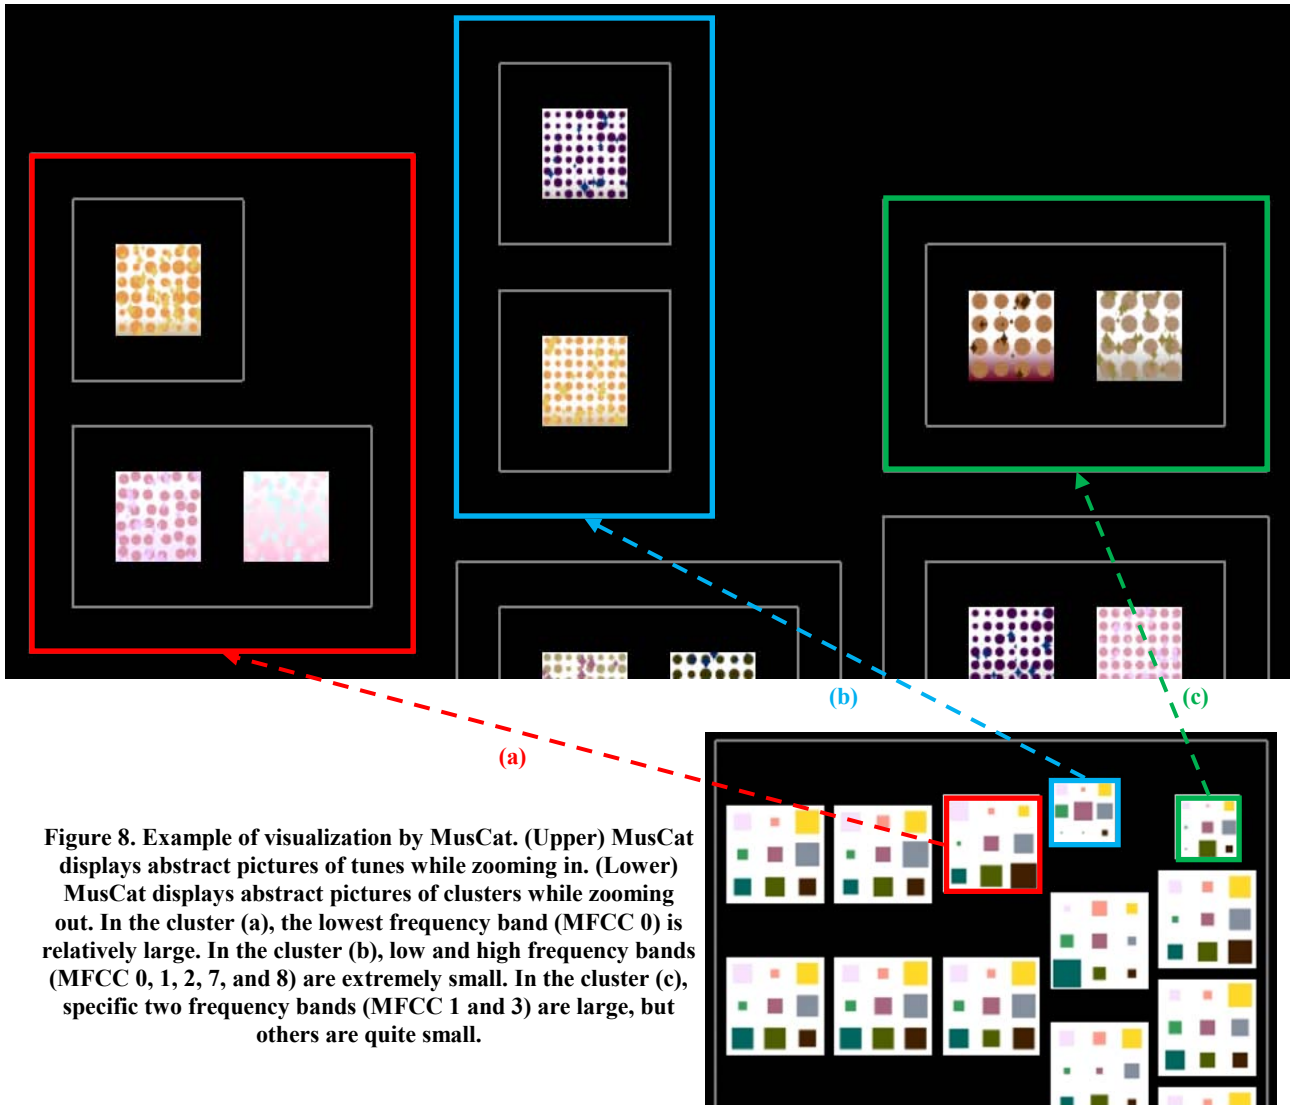 (b)
(c)
(a)
Figure 8. Example of visualization by MusCat. (Upper) MusCat
displays abstract pictures of tunes while zooming in. (Lower)
MusCat displays abstract pictures of clusters while zooming
out. In the cluster (a), the lowest frequency band (MFCC 0) is
relatively large. In the cluster (b), low and high frequency bands
(MFCC 0, 1, 2, 7, and 8) are extremely small. In the cluster (c),
specific two frequency bands (MFCC 1 and 3) are large, but
others are quite small.